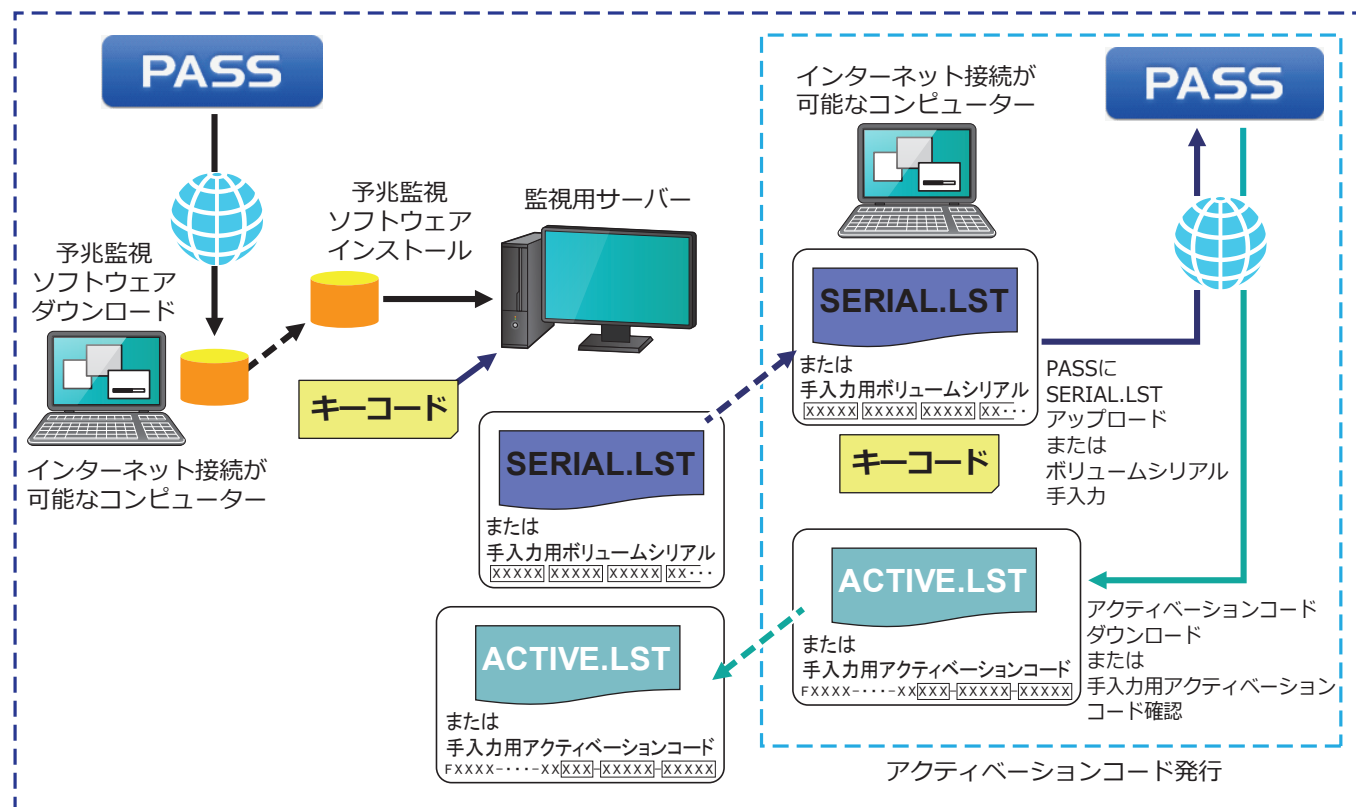 PASS
予兆監視
ソフトウェア
ダウンロード
インターネット接続が
可能なコンピューター
予兆監視
ソフトウェア
インストール
監視用サーバー
キーコード
SERIAL.LST
または
手入力用ボリュームシリアル
XXXXX XXXXX XXXXX XX･･･
ACTIVE.LST
または
手入力用アクティベーションコード
FXXXX-･･･-XXXXX-XXXXX-XXXXX
インターネット接続が
可能なコンピューター
PASS
SERIAL.LST
または
手入力用ボリュームシリアル
XXXXX XXXXX XXXXX XX･･･
キーコード
PASSに
SERIAL.LST
アップロード
または
ボリュームシリアル
手入力
ACTIVE.LST
または
手入力用アクティベーションコード
FXXXX-･･･-XXXXX-XXXXX-XXXXX
アクティベーションコード
ダウンロード
または
手入力用アクティベーション
コード確認
アクティベーションコード発行